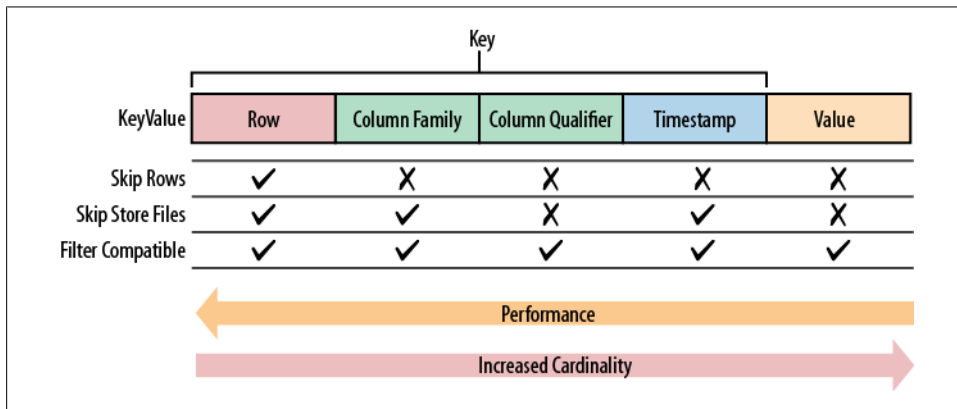 Key
KeyValue Row Column Family Column Qualifier Timestamp Value
Skip Rows ✓ X X X X
Skip Store Files ✓ ✓ X ✓ X
Filter Compatible ✓ ✓ ✓ ✓ ✓
Performance
Increased Cardinality